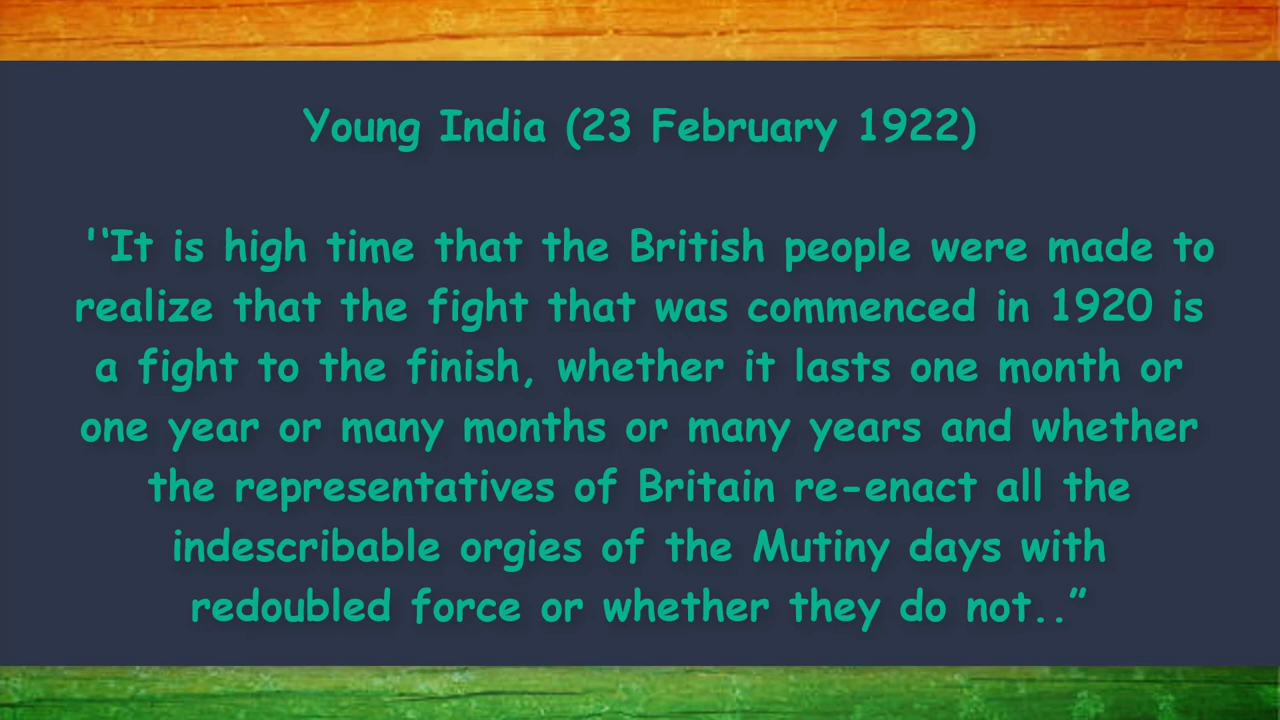 Young India (23 February 1922)
'‘It is high time that the British people were made to
realize that the fight that was commenced in 1920 is
a fight to the finish, whether it lasts one month or
one year or many months or many years and whether
the representatives of Britain re-enact all the
indescribable orgies of the Mutiny days with
redoubled force or whether they do not..”